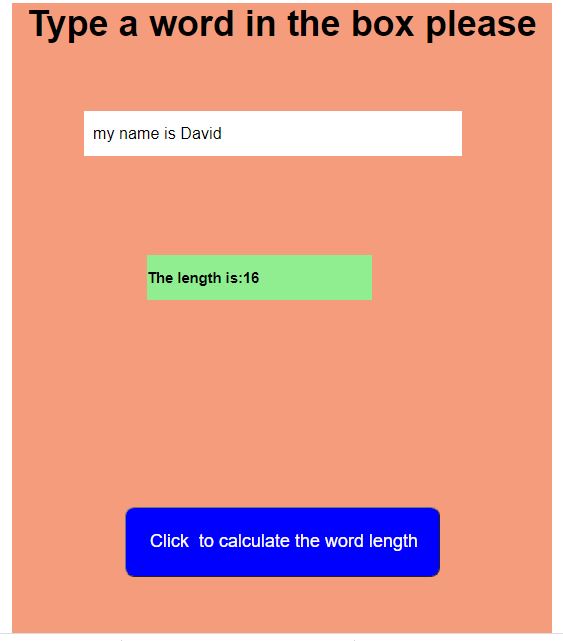 Type a word in the box please
my name is David
The length is:16
Click  to calculate the word length